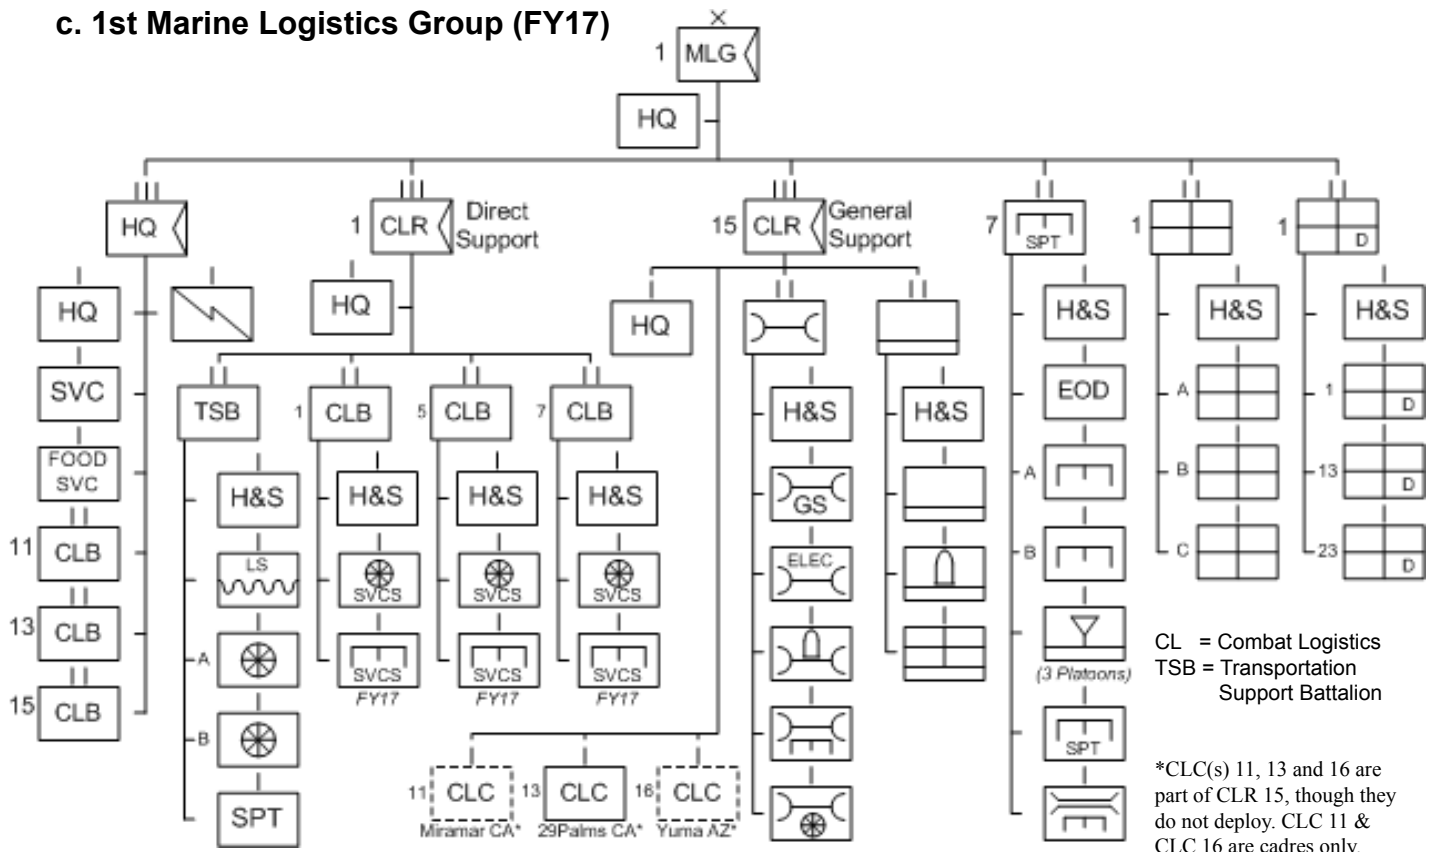 c. 1st Marine Logistics Group (FY17)
1 MLG
HQ
HQ
1 CLR Direct
Support
15 CLR General
Support
7 SPT
1
1 D
HQ
SVC
FOOD
SVC
11 CLB
13 CLB
15 CLB
HQ
TSB
1 CLB
5 CLB
7 CLB
H&S
LS
A
B
SPT
H&S
SVCS
SVCS
FY17
H&S
SVCS
SVCS
FY17
H&S
SVCS
SVCS
FY17
HQ
11 CLC
Miramar CA*
13 CLC
29Palms CA*
16 CLC
Yuma AZ*
H&S
GS
ELEC
H&S
H&S
EOD
A
B
(3 Platoons)
SPT
H&S
A
B
C
H&S
1 D
13 D
23 D
CL = Combat Logistics
TSB = Transportation
Support Battalion
*CLC(s) 11, 13 and 16 are
part of CLR 15, though they
do not deploy. CLC 11 &
CLC 16 are cadres only.